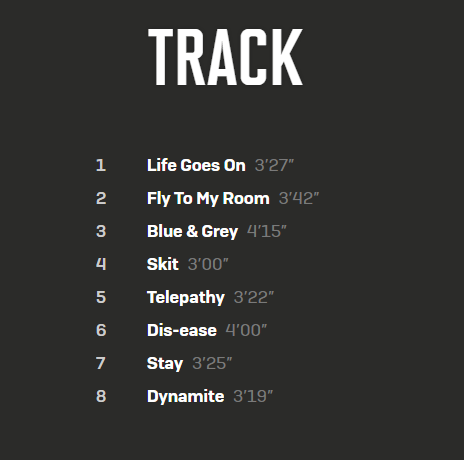 TRACK
1 Life Goes On 3'27"
2 Fly To My Room 3'42"
3 Blue & Grey 4'15"
4 Skit 3'00"
5 Telepathy 3'22"
6 Dis-ease 4'00"
7 Stay 3'25"
8 Dynamite 3'19"